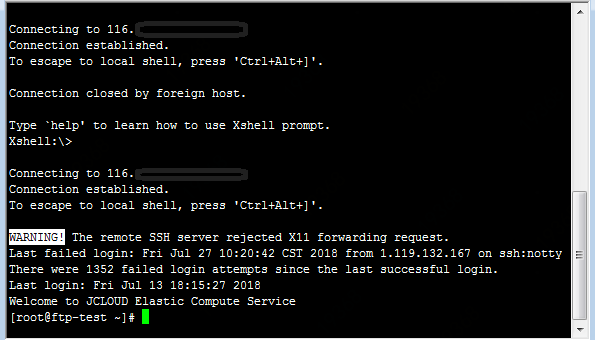 Connecting to 116.
Connection established.
To escape to local shell, press 'Ctrl+Alt+]'.
Connection closed by foreign host.
Type `help' to learn how to use Xshell prompt.
Xshell:\>
Connecting to 116.
Connection established.
To escape to local shell, press 'Ctrl+Alt+]'.
WARNING! The remote SSH server rejected X11 forwarding request.
Last failed login: Fri Jul 27 10:20:42 CST 2018 from 1.119.132.167 on ssh:notty
There were 1352 failed login attempts since the last successful login.
Last login: Fri Jul 13 18:15:27 2018
Welcome to JCLOUD Elastic Compute Service
[root@ftp-test ~]#